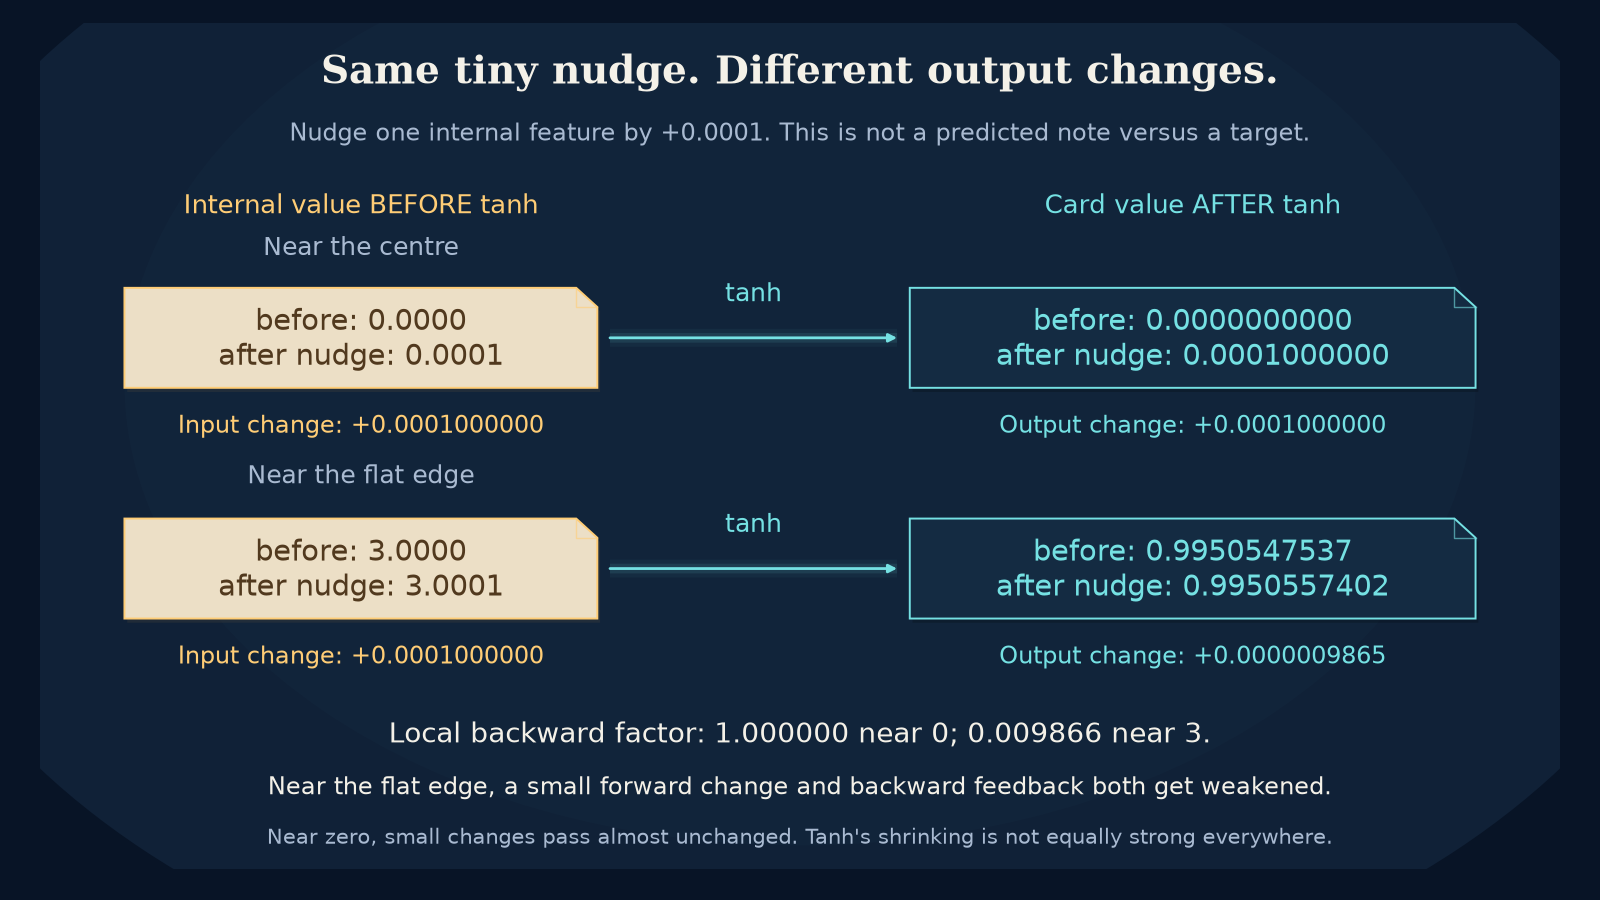 Same tiny nudge. Different output changes.
Nudge one internal feature by +0.0001. This is not a predicted note versus a target.
Internal value BEFORE tanh
Card value AFTER tanh
Near the centre
before: 0.0000
after nudge: 0.0001
tanh
before: 0.0000000000
after nudge: 0.0001000000
Input change: +0.0001000000
Output change: +0.0001000000
Near the flat edge
before: 3.0000
after nudge: 3.0001
tanh
before: 0.9950547537
after nudge: 0.9950557402
Input change: +0.0001000000
Output change: +0.0000009865
Local backward factor: 1.000000 near 0; 0.009866 near 3.
Near the flat edge, a small forward change and backward feedback both get weakened.
Near zero, small changes pass almost unchanged. Tanh's shrinking is not equally strong everywhere.